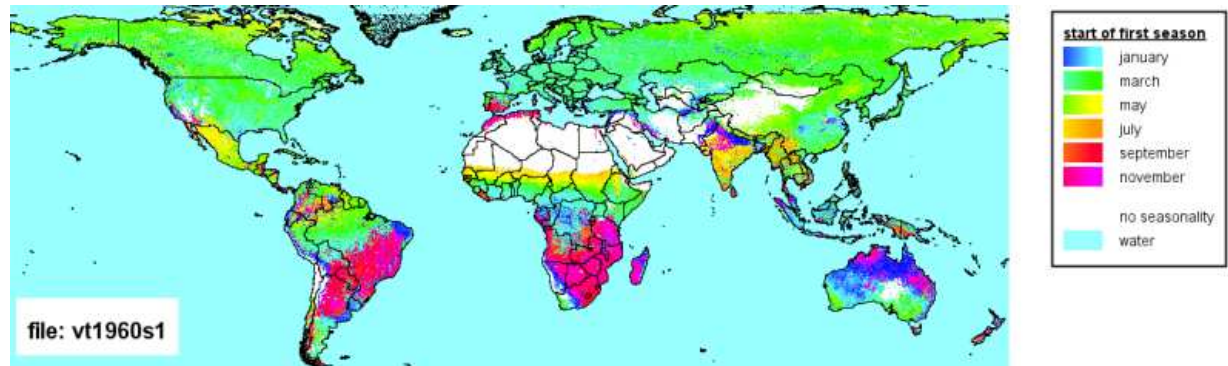 start of first season
january
march
may
july
september
november
no seasonality
water
file: vt1960s1